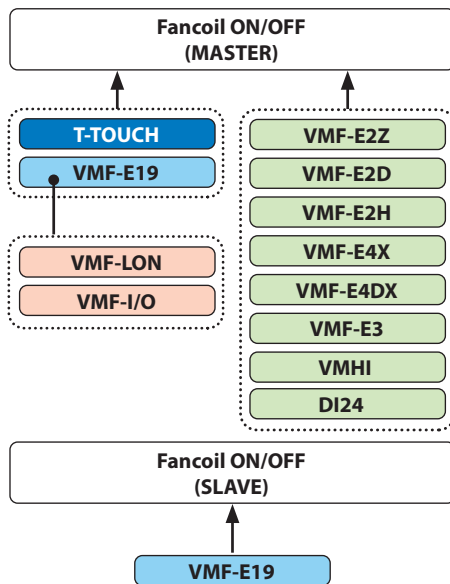 Fancoil ON/OFF
(MASTER)
T-TOUCH
VMF-E19
VMF-LON
VMF-I/O
VMF-E2Z
VMF-E2D
VMF-E2H
VMF-E4X
VMF-E4DX
VMF-E3
VMHI
DI24
Fancoil ON/OFF
(SLAVE)
VMF-E19